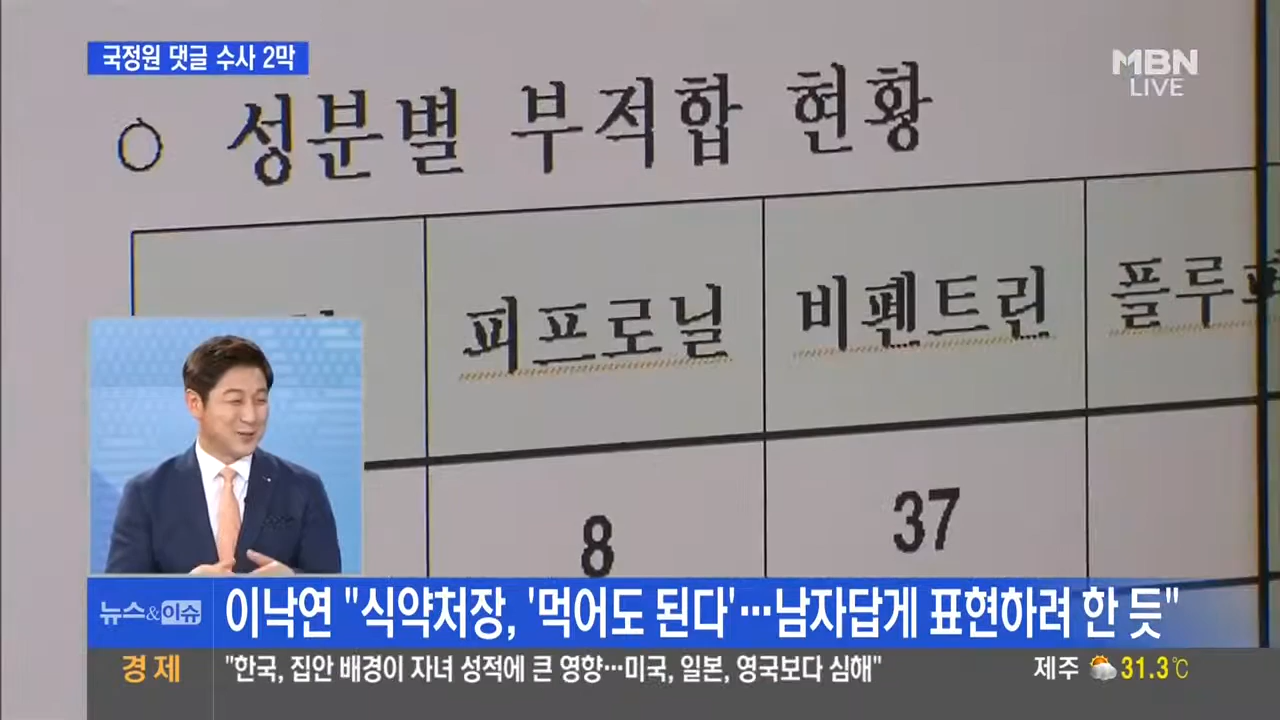 국정원 댓글 수사 2막
MBN
LIVE
○ 성분별 부적합 현황
피프로닐 비펜트린 플루
8 37
뉴스&이슈
이낙연 "식약처장, '먹어도 된다'…남자답게 표현하려 한 듯"
경제 "한국, 집안 배경이 자녀 성적에 큰 영향…미국, 일본, 영국보다 심해" 제주 31.3℃